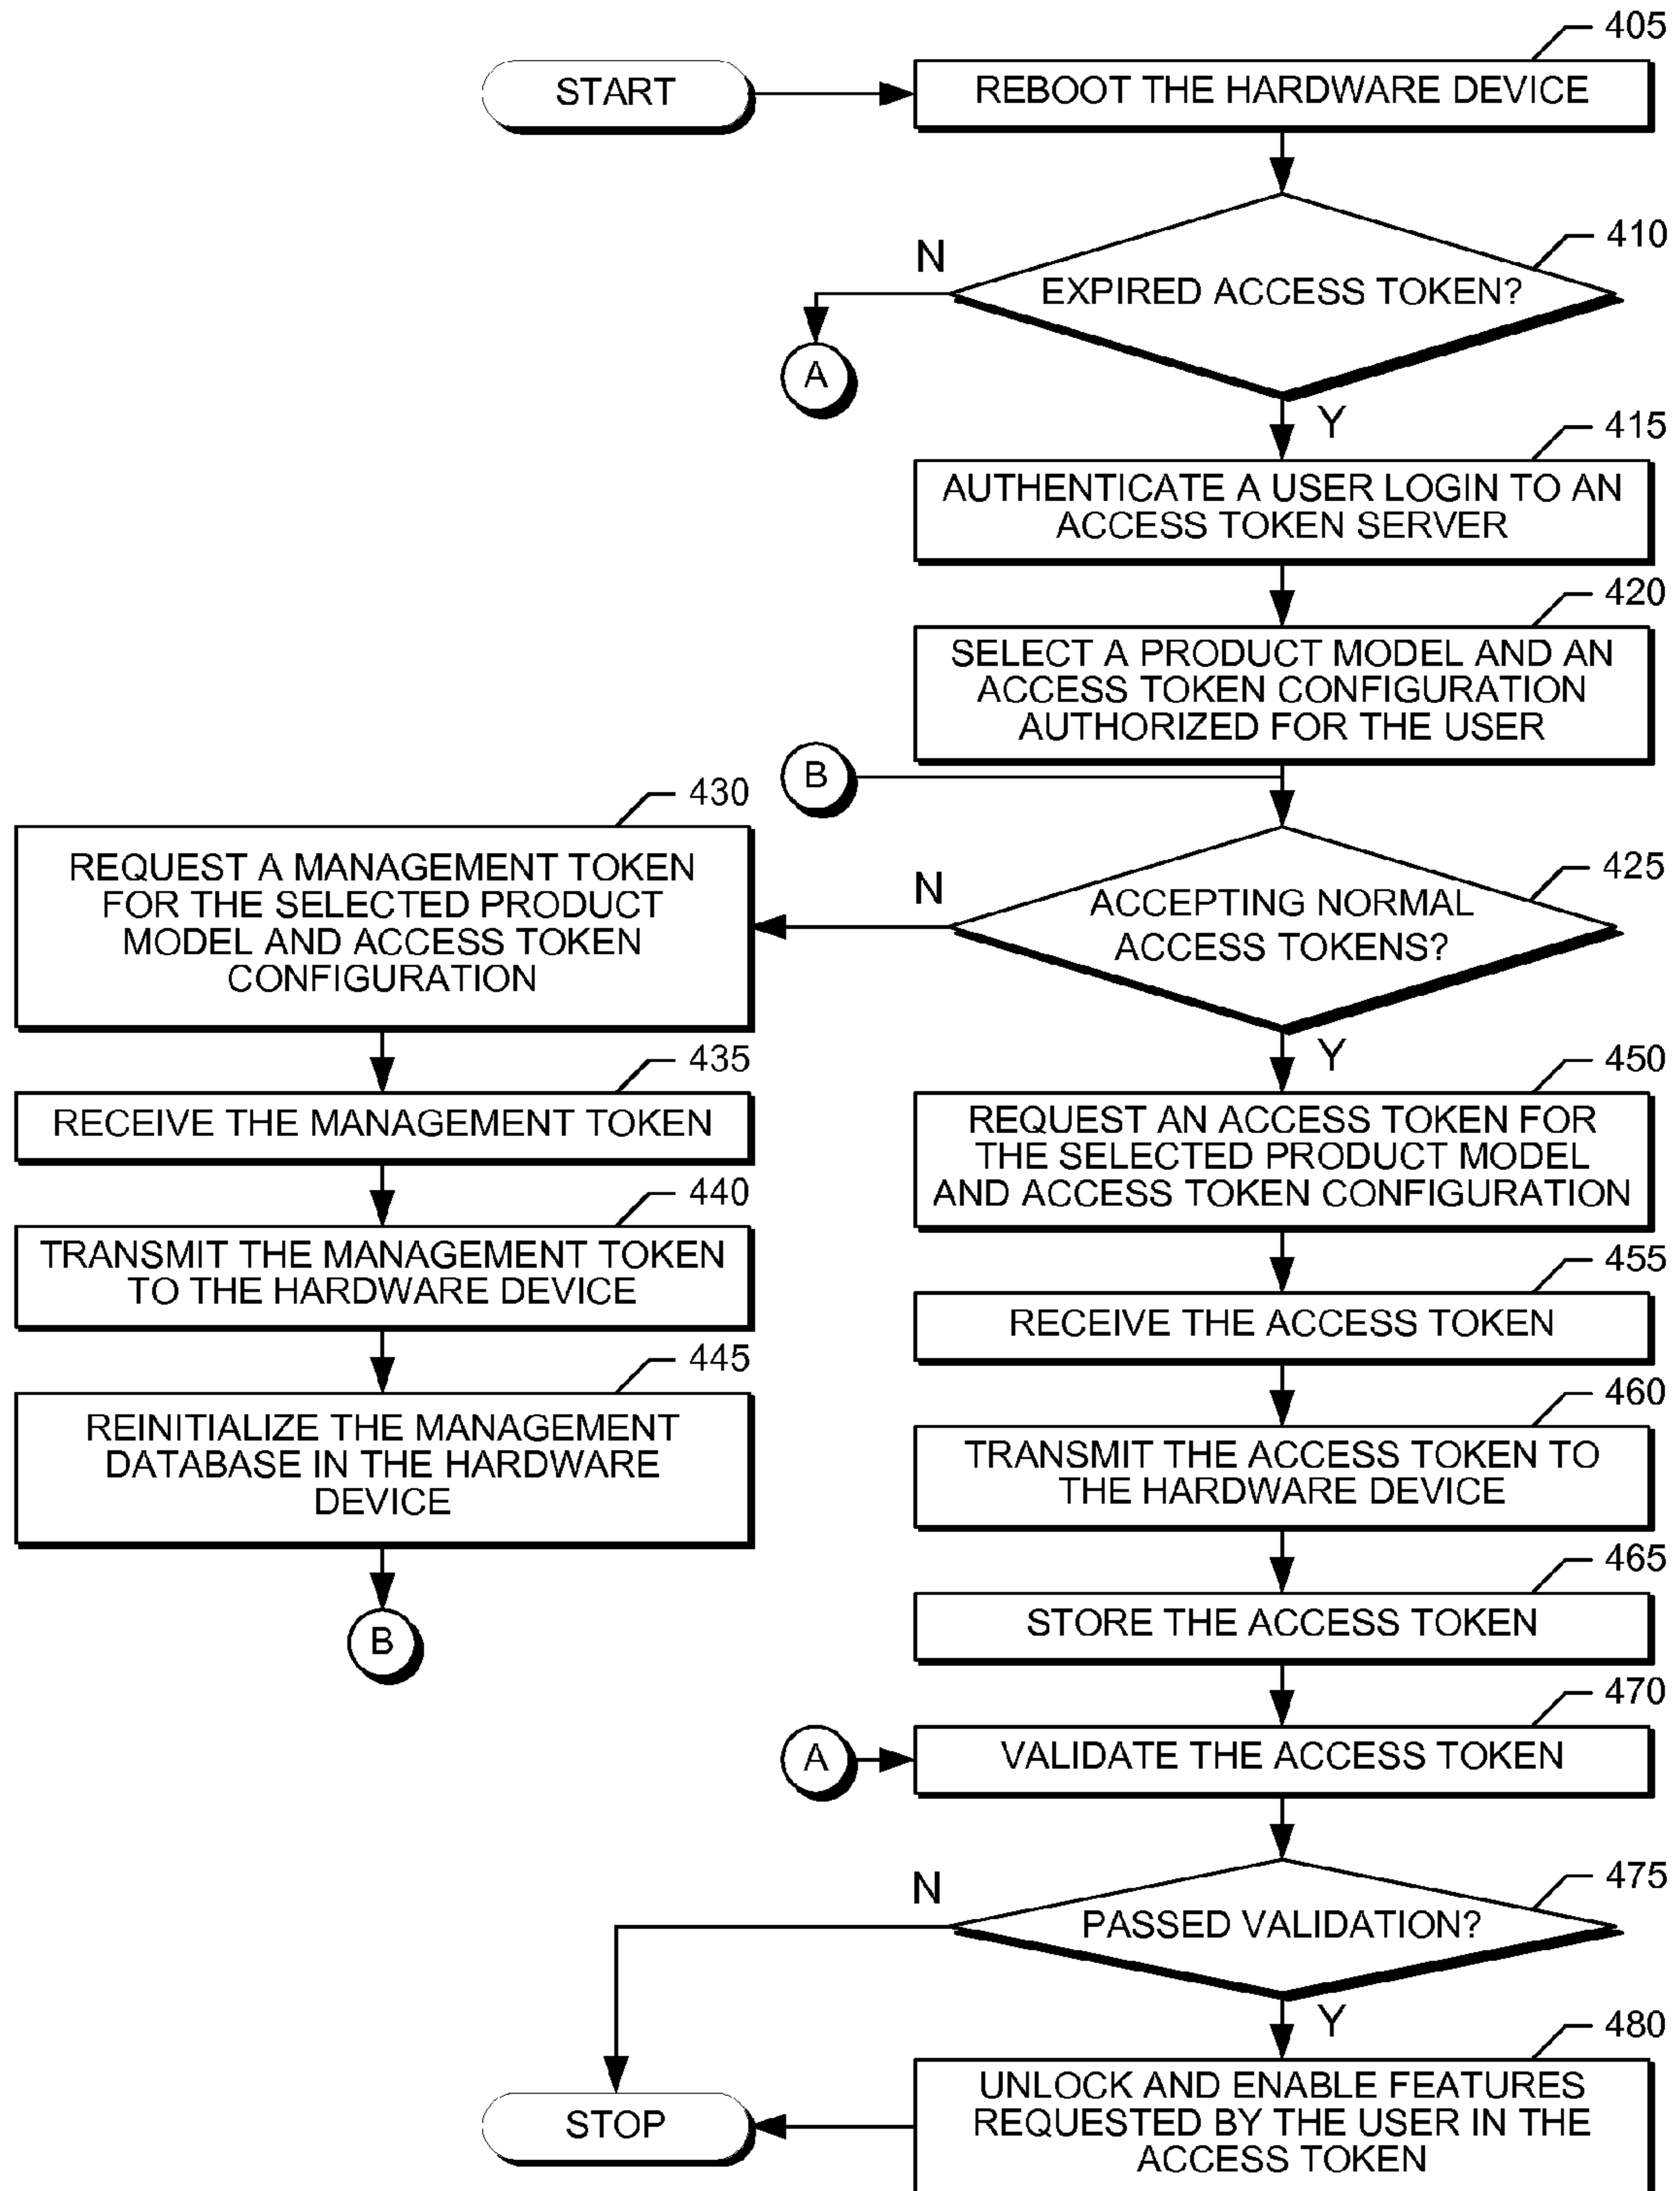 405
START
REBOOT THE HARDWARE DEVICE
410
N
EXPIRED ACCESS TOKEN?
A
Y
415
AUTHENTICATE A USER LOGIN TO AN
ACCESS TOKEN SERVER
420
SELECT A PRODUCT MODEL AND AN
ACCESS TOKEN CONFIGURATION
AUTHORIZED FOR THE USER
B
425
N
ACCEPTING NORMAL
ACCESS TOKENS?
Y
430
REQUEST A MANAGEMENT TOKEN
FOR THE SELECTED PRODUCT
MODEL AND ACCESS TOKEN
CONFIGURATION
435
RECEIVE THE MANAGEMENT TOKEN
440
TRANSMIT THE MANAGEMENT TOKEN
TO THE HARDWARE DEVICE
445
REINITIALIZE THE MANAGEMENT
DATABASE IN THE HARDWARE
DEVICE
B
450
REQUEST AN ACCESS TOKEN FOR
THE SELECTED PRODUCT MODEL
AND ACCESS TOKEN CONFIGURATION
455
RECEIVE THE ACCESS TOKEN
460
TRANSMIT THE ACCESS TOKEN TO
THE HARDWARE DEVICE
465
STORE THE ACCESS TOKEN
470
A
VALIDATE THE ACCESS TOKEN
475
N
PASSED VALIDATION?
Y
480
UNLOCK AND ENABLE FEATURES
REQUESTED BY THE USER IN THE
ACCESS TOKEN
STOP